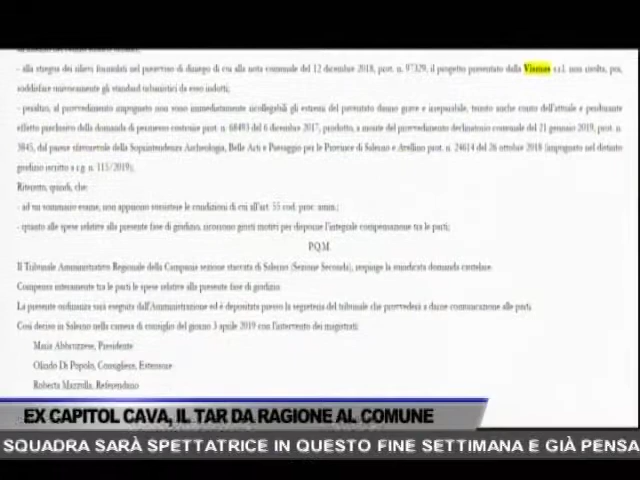 - alla stregua dei rilievi formulati nel preavviso di diniego di cui alla nota comunale del 12 dicembre 2018, prot. n. 97329, il progetto presentato dalla Vismas s.r.l. non risulta, poi,
soddisfare interamente gli standard urbanistici da esso indotti;
- peraltro, al provvedimento impugnato non sono immediatamente ricollegabili gli estremi del paventato danno grave e irreparabile, tenuto anche conto dell'attuale e perdurante
effetto preclusivo della domanda di permesso costruire prot. n. 68493 del 6 dicembre 2017, prodotto, a monte del provvedimento declinatorio comunale del 21 gennaio 2019, prot. n.
3845, dal parere sfavorevole della Soprintendenza Archeologia, Belle Arti e Paesaggio per le Province di Salerno e Avellino prot. n. 24614 del 26 ottobre 2018 (impugnato nel distinto
giudizio iscritto a r.g. n. 115/2019);
Ritenuto, quindi, che:
- ad un sommario esame, non appaiono sussistere le condizioni di cui all'art. 55 cod. proc. amm.;
- quanto alle spese relative alla presente fase di giudizio, ricorrono giusti motivi per disporne l'integrale compensazione tra le parti;
P.Q.M.
Il Tribunale Amministrativo Regionale della Campania sezione staccata di Salerno (Sezione Seconda), respinge la suindicata domanda cautelare.
Compensa interamente tra le parti le spese relative alla presente fase di giudizio.
La presente ordinanza sarà eseguita dall'Amministrazione ed è depositata presso la segreteria del tribunale che provvederà a darne comunicazione alle parti.
Così deciso in Salerno nella camera di consiglio del giorno 3 aprile 2019 con l'intervento dei magistrati:
Maria Abbruzzese, Presidente
Olindo Di Popolo, Consigliere, Estensore
Roberta Mazzulla, Referendario
EX CAPITOL CAVA, IL TAR DA RAGIONE AL COMUNE
SQUADRA SARÀ SPETTATRICE IN QUESTO FINE SETTIMANA E GIÀ PENSA